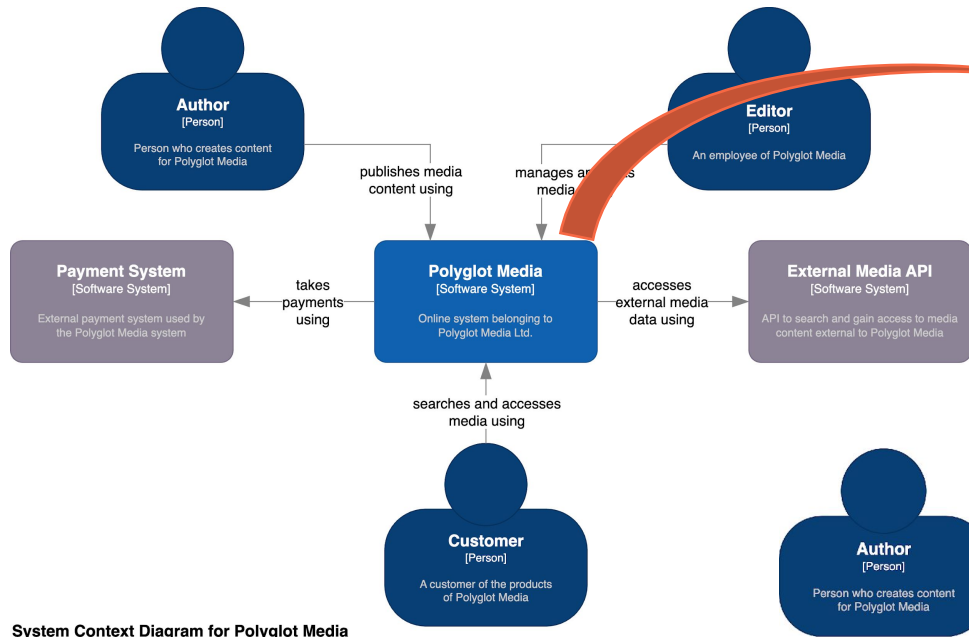 Author
[Person]
Person who creates content
for Polyglot Media
Editor
[Person]
An employee of Polyglot Media
publishes media
content using
manages
media
Payment System
[Software System]
External payment system used by
the Polyglot Media system
takes
payments
using
Polyglot Media
[Software System]
Online system belonging to
Polyglot Media Ltd.
accesses
external media
data using
External Media API
[Software System]
API to search and gain access to media
content external to Polyglot Media
searches and accesses
media using
Customer
[Person]
A customer of the products
of Polyglot Media
Author
[Person]
Person who creates content
for Polyglot Media
System Context Diagram for Polyglot Media